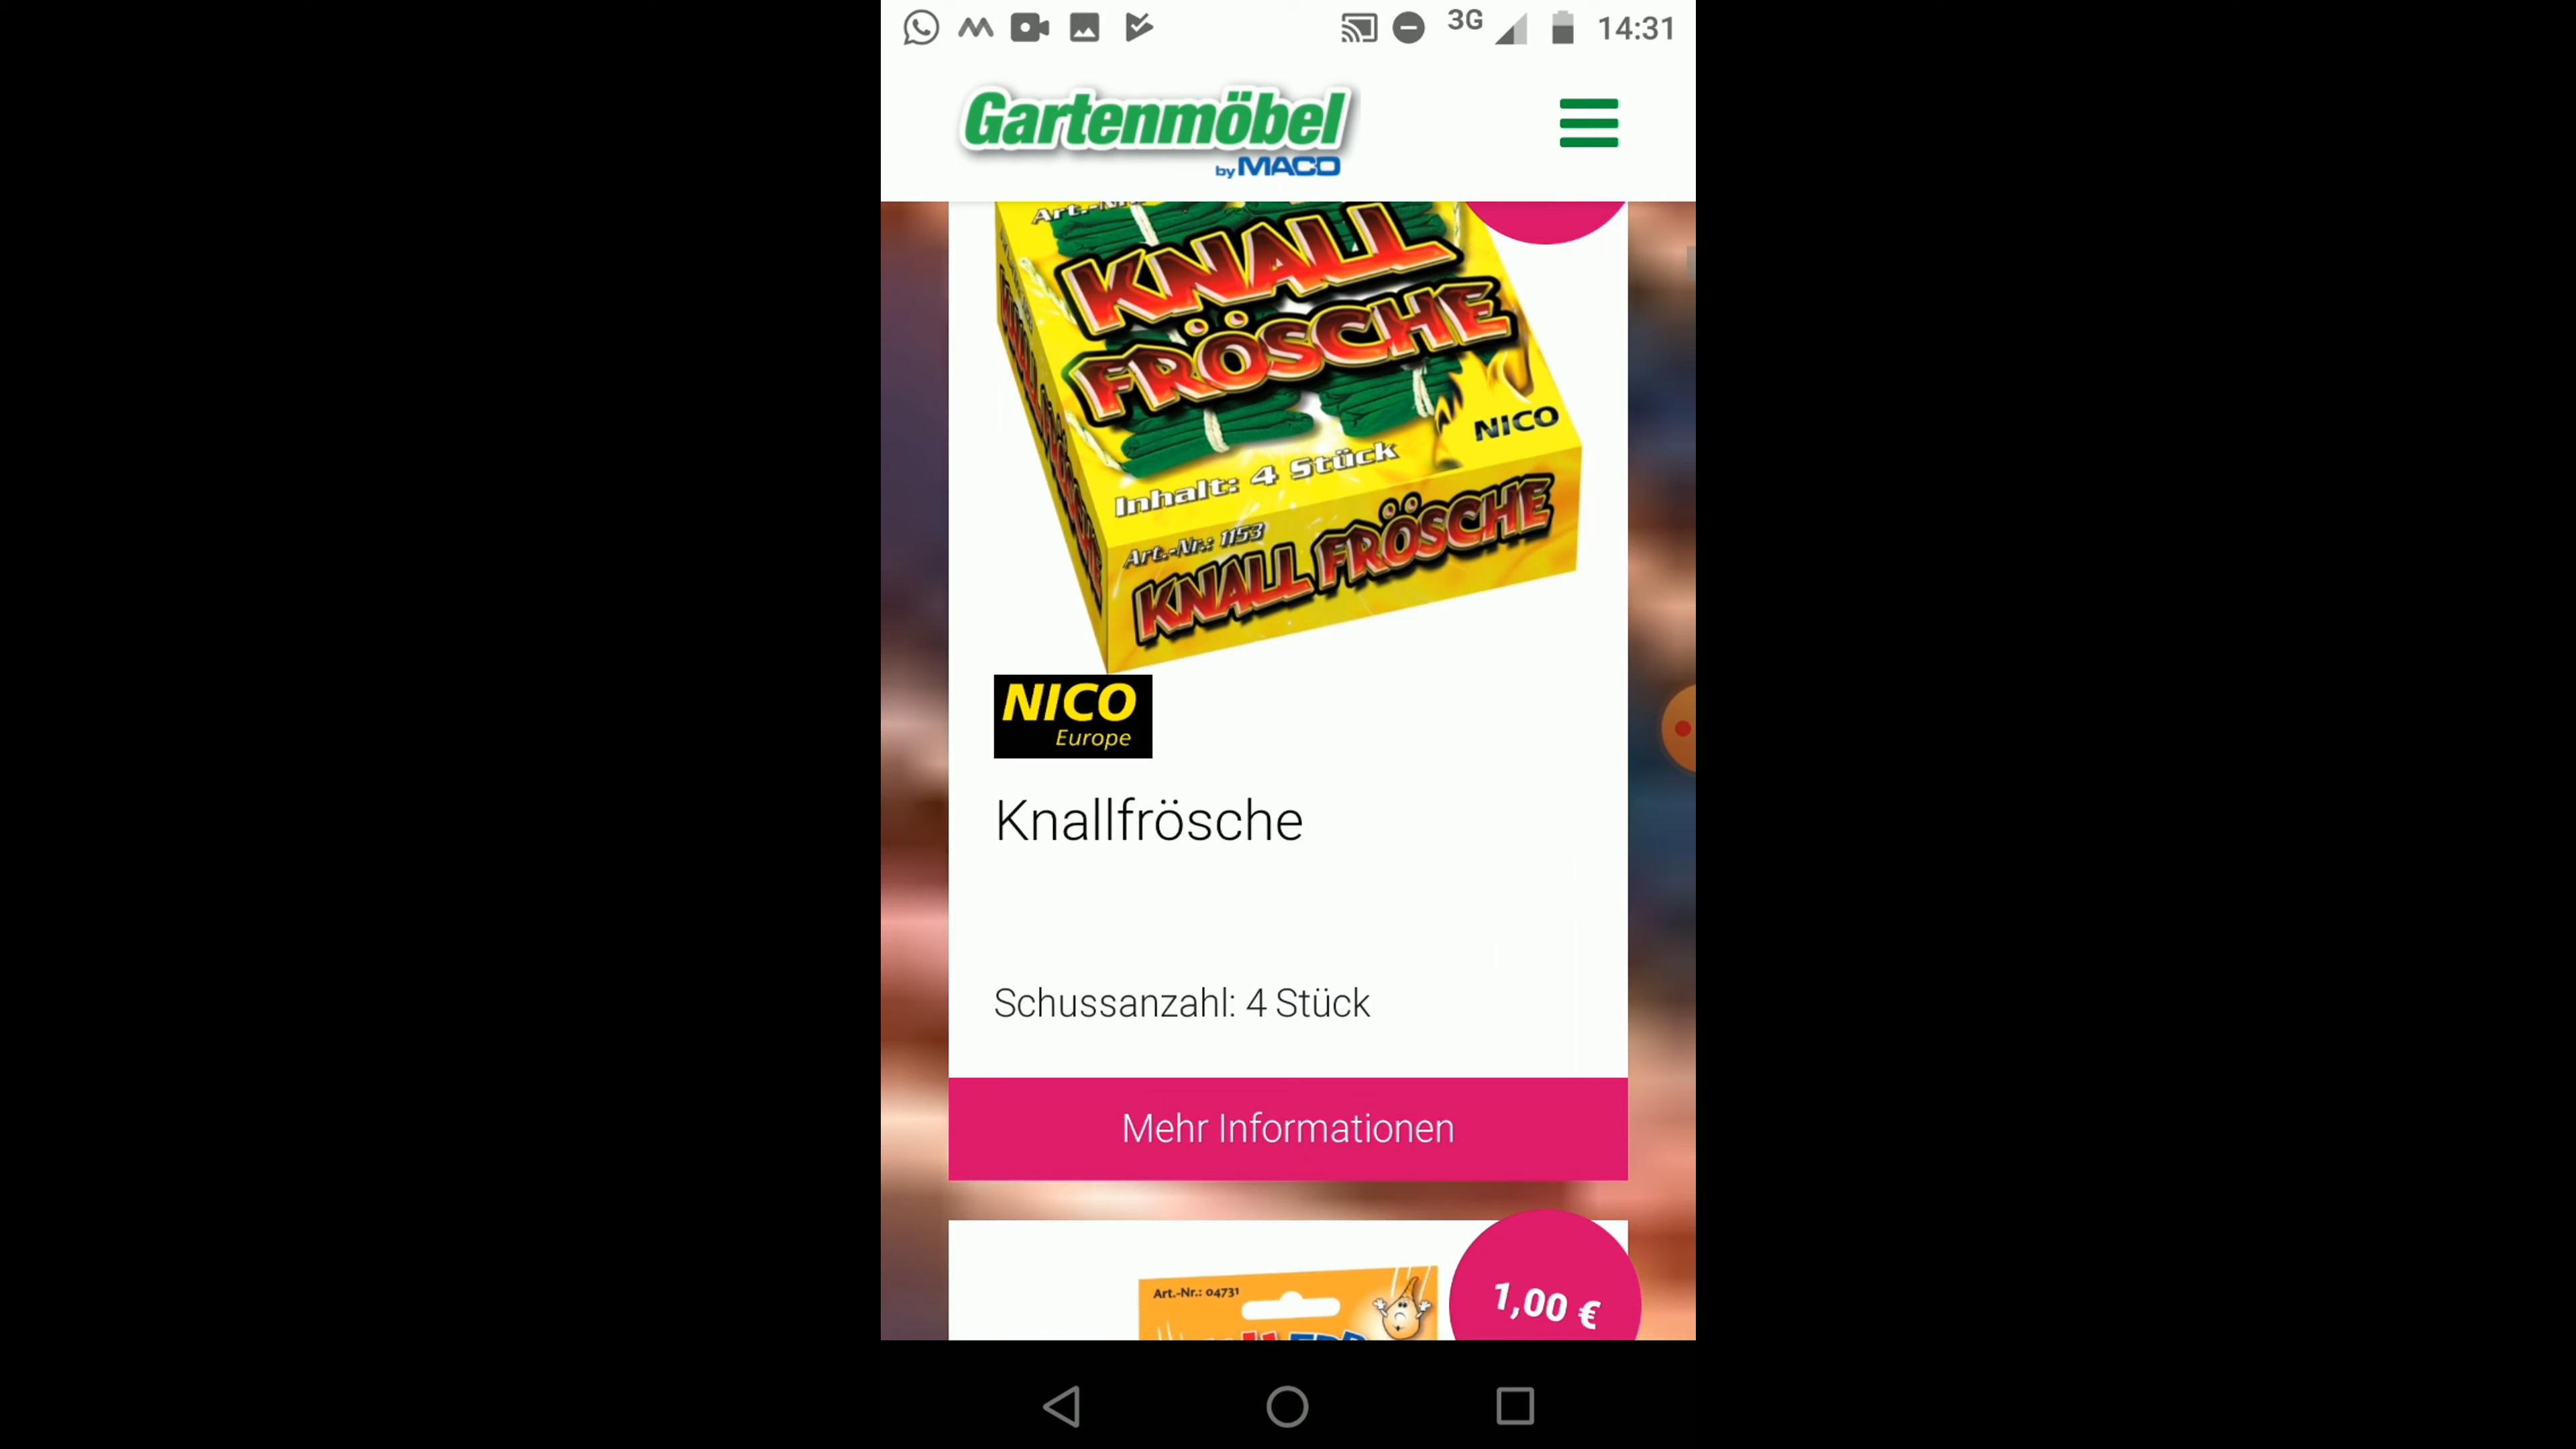 3G 14:31
Gartenmöbel
by MACO
KNALL
FRÖSCHE
NICO
Inhalt: 4 Stück
Art.-Nr.: 1153
KNALL FRÖSCHE
NICO
Europe
Knallfrösche
Schussanzahl: 4 Stück
Mehr Informationen
Art.-Nr.: 04731
1,00 €